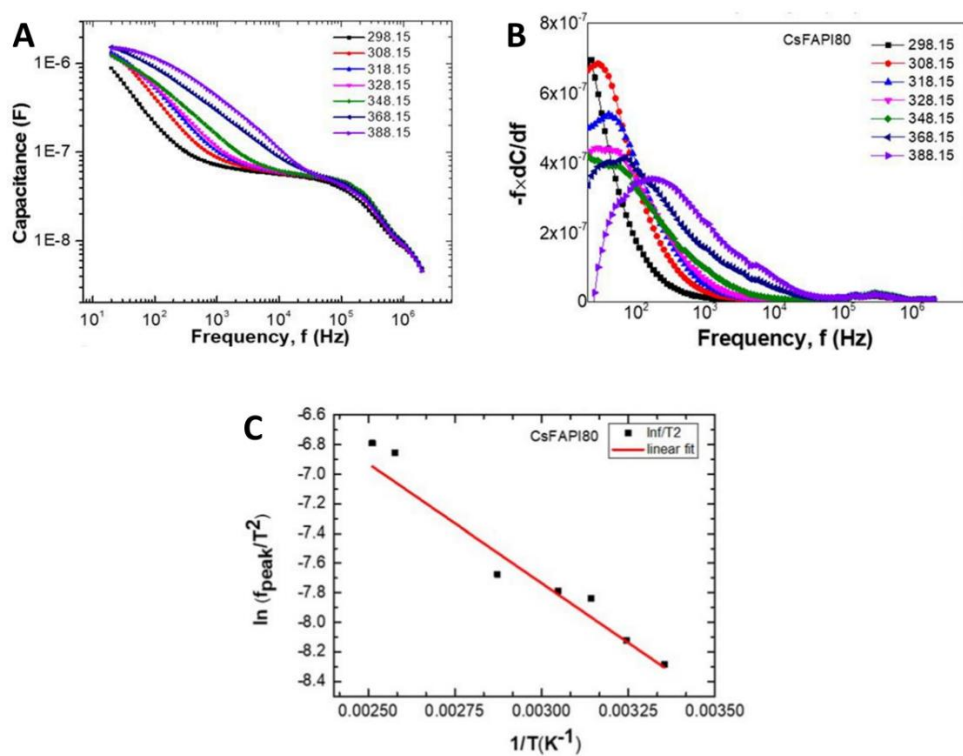 A
298.15
308.15
318.15
328.15
348.15
368.15
388.15
1E-6
1E-7
1E-8
Capacitance (F)
10¹ 10² 10³ 10⁴ 10⁵ 10⁶
Frequency, f (Hz)
B
CsFAPI80
298.15
308.15
318.15
328.15
348.15
368.15
388.15
8x10⁻⁷
6x10⁻⁷
4x10⁻⁷
2x10⁻⁷
0
-f×dC/df
10² 10³ 10⁴ 10⁵ 10⁶
Frequency, f (Hz)
C
CsFAPI80
lnf/T2
linear fit
-6.6
-6.8
-7.0
-7.2
-7.4
-7.6
-7.8
-8.0
-8.2
-8.4
ln (fpeak/T²)
0.00250 0.00275 0.00300 0.00325 0.00350
1/T(K⁻¹)